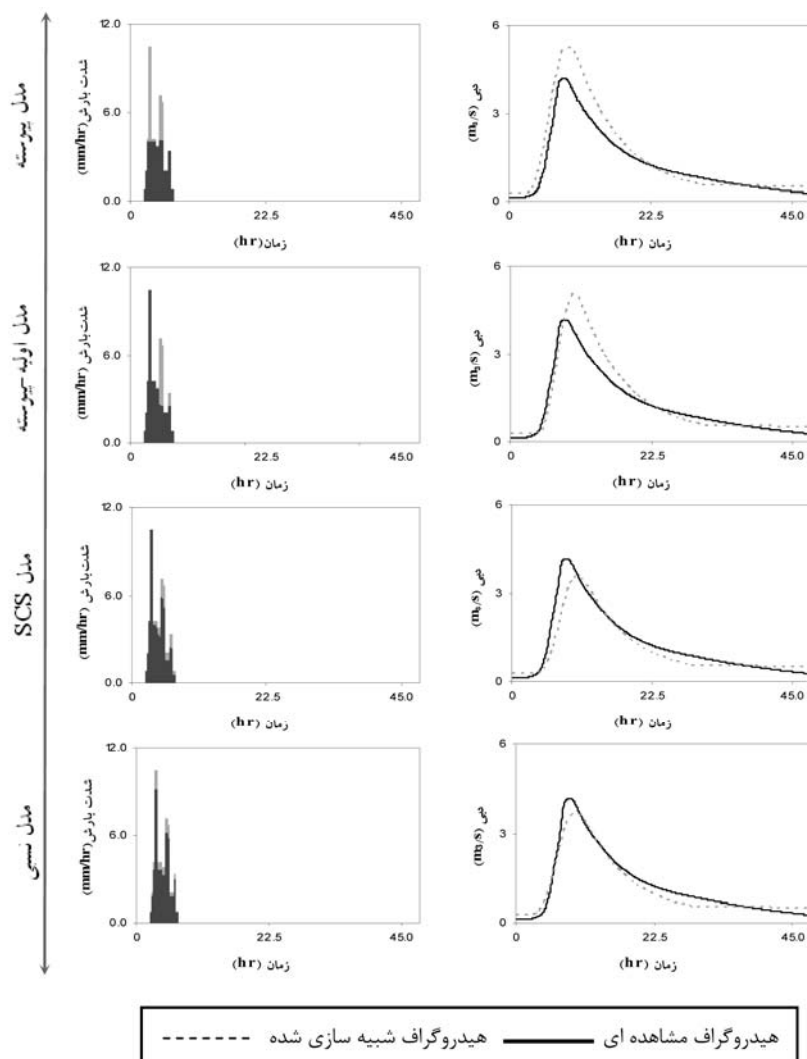 مدل پیوسته
12.0
6.0
0.0
شدت بارش (mm/hr)
0
22.5
45.0
زمان (hr)
6
3
0
دبی (m3/s)
0
22.5
45.0
زمان (hr)
مدل اولیه-پیوسته
12.0
6.0
0.0
شدت بارش (mm/hr)
0
22.5
45.0
زمان (hr)
6
3
0
دبی (m3/s)
0
22.5
45.0
زمان (hr)
مدل SCS
12.0
6.0
0.0
شدت بارش (mm/hr)
0
22.5
45.0
زمان (hr)
6
3
0
دبی (m3/s)
0
22.5
45.0
زمان (hr)
مدل نسبی
12.0
6.0
0.0
شدت بارش (mm/hr)
0
22.5
45.0
زمان (hr)
6
3
0
دبی (m3/s)
0
22.5
45.0
زمان (hr)
هیدروگراف مشاهده ای
هیدروگراف شبیه سازی شده